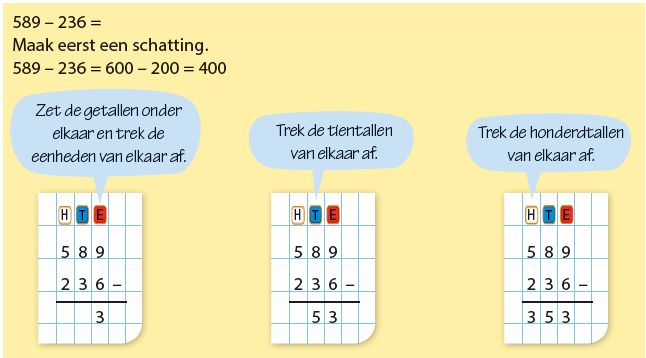 589 – 236 =
Maak eerst een schatting.
589 – 236 = 600 – 200 = 400
Zet de getallen onder
elkaar en trek de
eenheden van elkaar af.
H T E
5 8 9
2 3 6 –
3
Trek de tientallen
van elkaar af.
H T E
5 8 9
2 3 6 –
5 3
Trek de honderdtallen
van elkaar af.
H T E
5 8 9
2 3 6 –
3 5 3